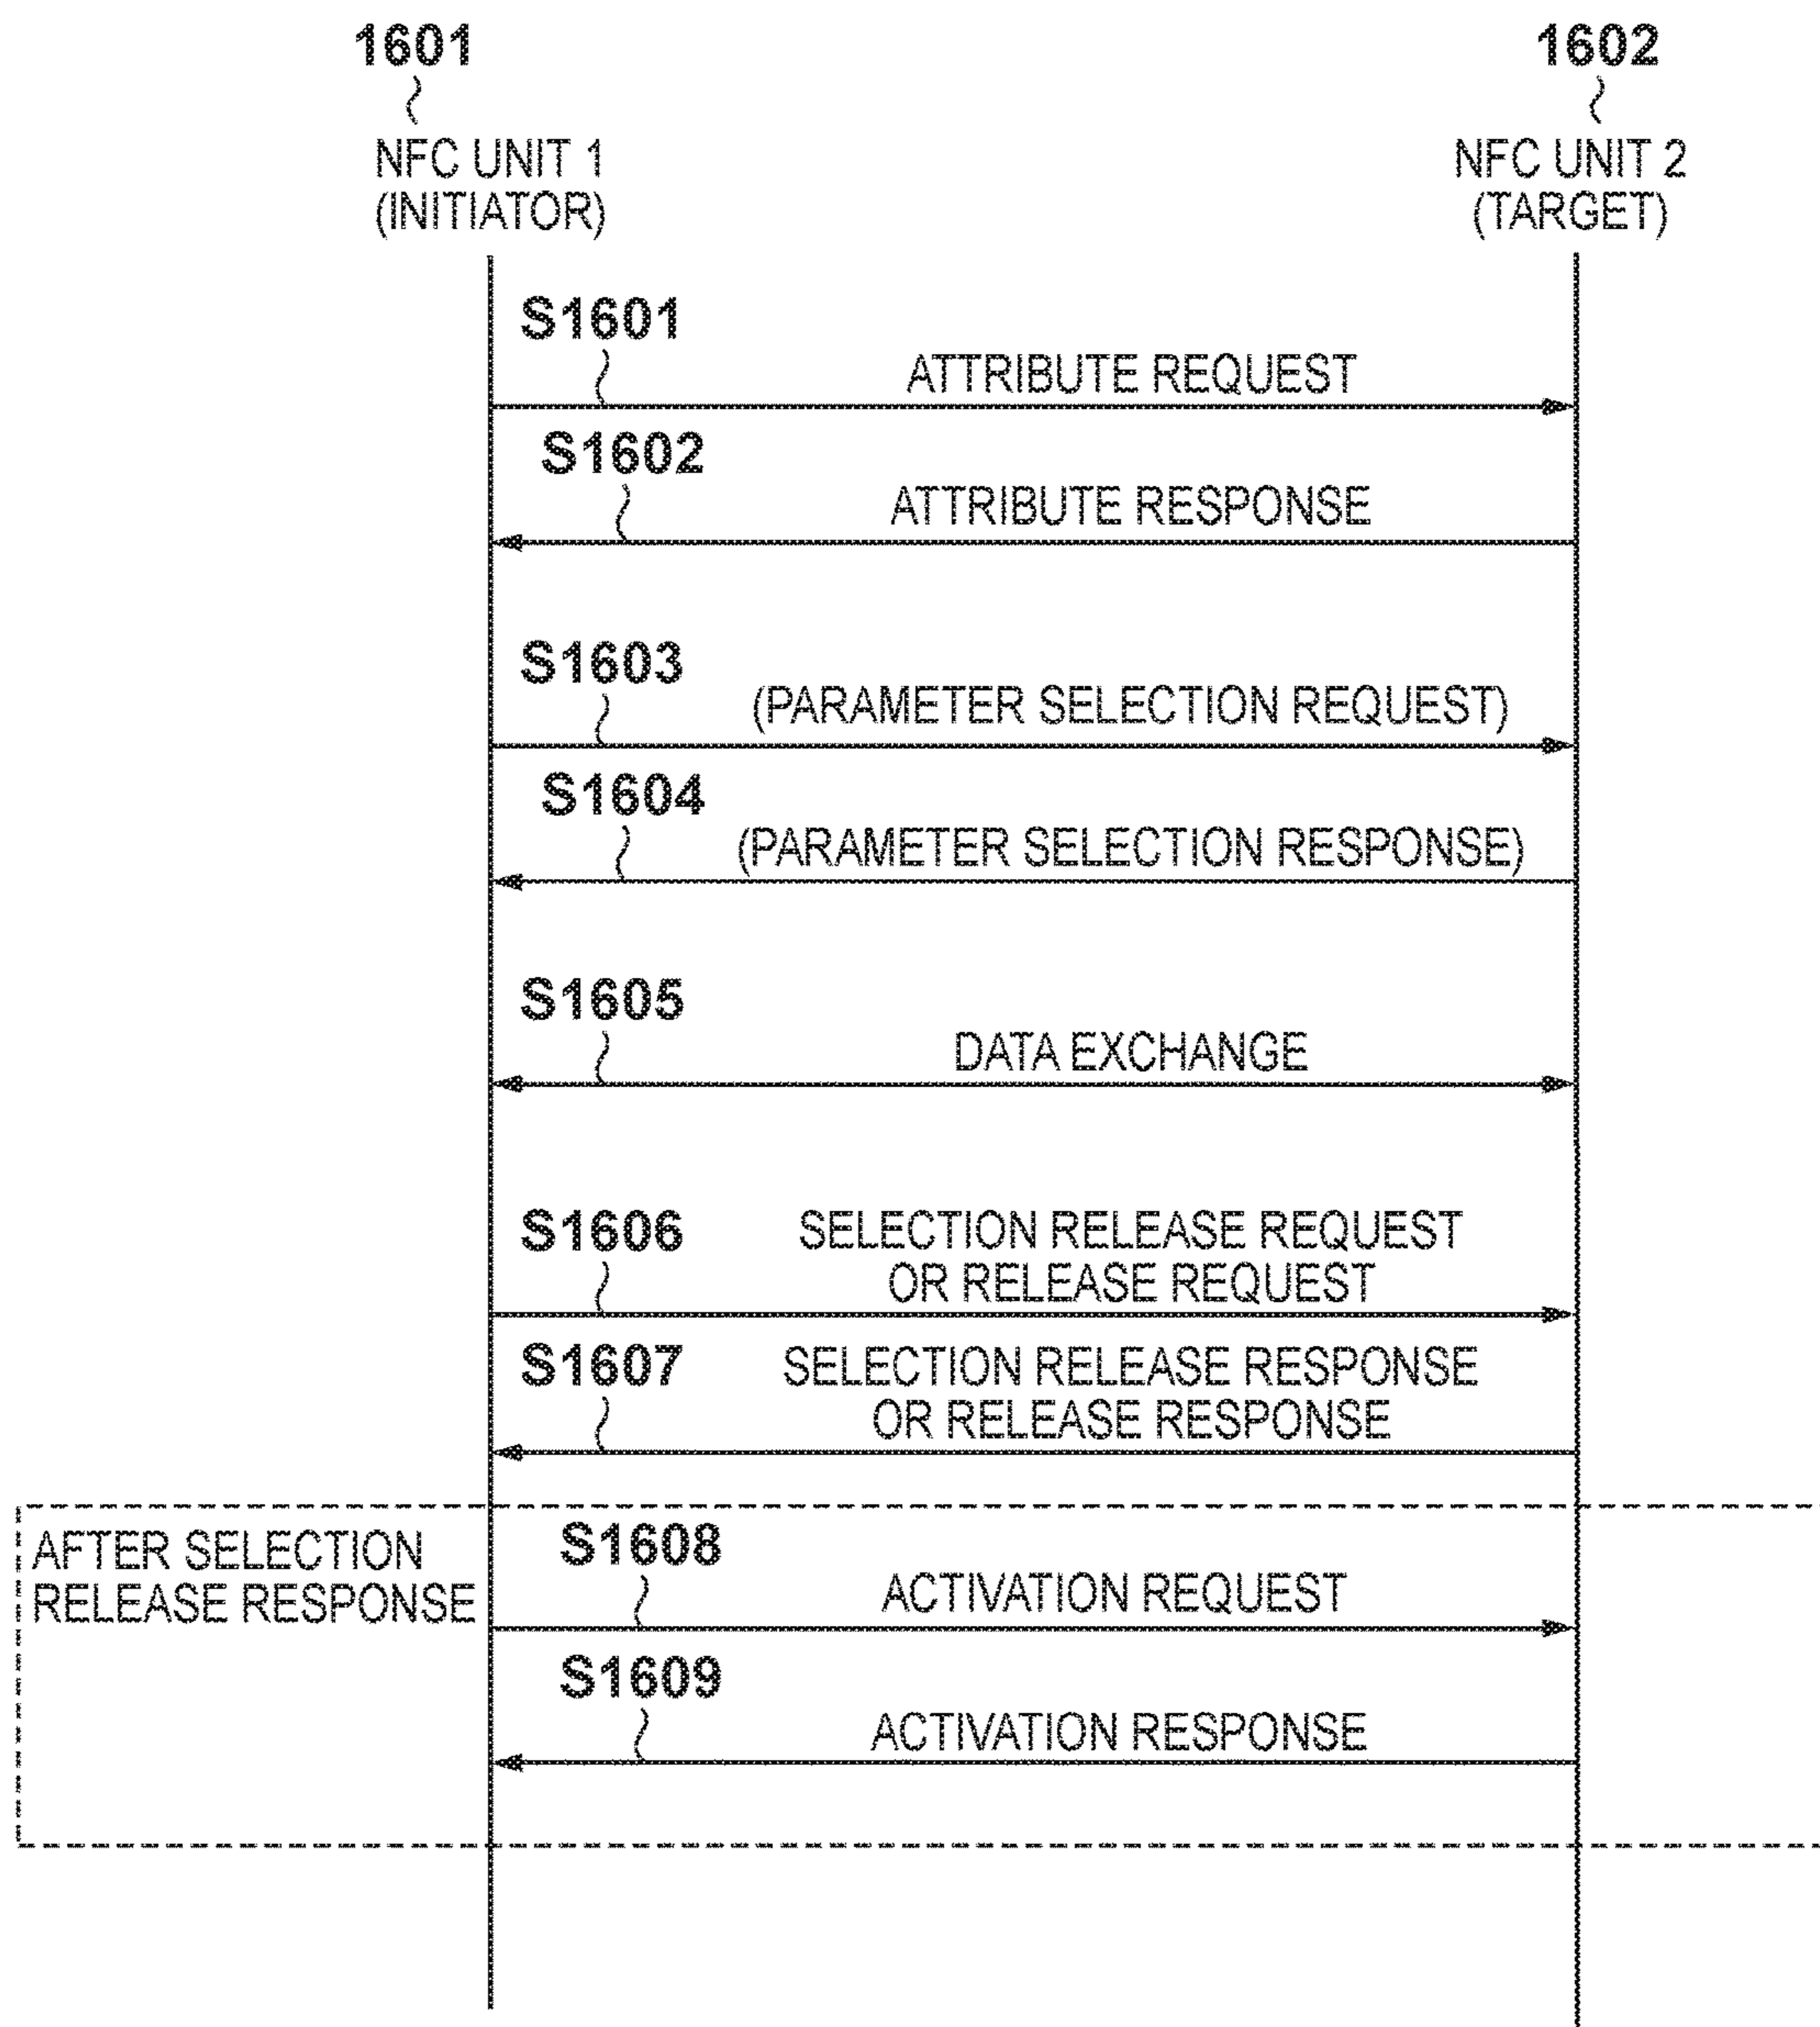 1601
1602
NFC UNIT 1
(INITIATOR)
NFC UNIT 2
(TARGET)
S1601
ATTRIBUTE REQUEST
S1602
ATTRIBUTE RESPONSE
S1603
(PARAMETER SELECTION REQUEST)
S1604
(PARAMETER SELECTION RESPONSE)
S1605
DATA EXCHANGE
S1606
SELECTION RELEASE REQUEST
OR RELEASE REQUEST
S1607
SELECTION RELEASE RESPONSE
OR RELEASE RESPONSE
AFTER SELECTION
RELEASE RESPONSE
S1608
ACTIVATION REQUEST
S1609
ACTIVATION RESPONSE